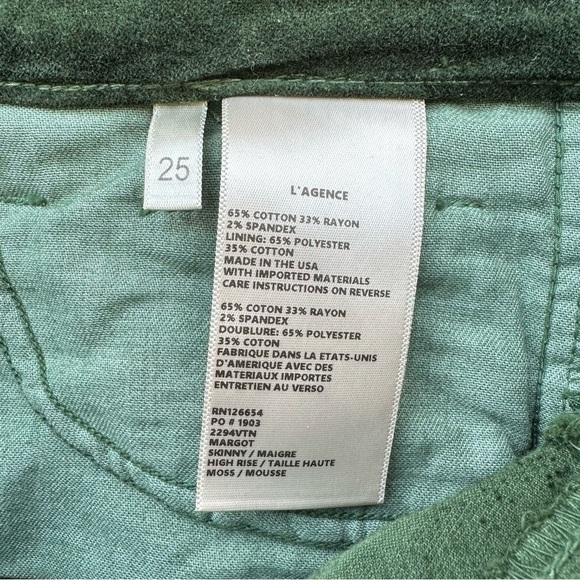 25
L'AGENCE
65% COTTON 33% RAYON
2% SPANDEX
LINING: 65% POLYESTER
35% COTTON
MADE IN THE USA
WITH IMPORTED MATERIALS
CARE INSTRUCTIONS ON REVERSE
65% COTON 33% RAYON
2% SPANDEX
DOUBLURE: 65% POLYESTER
35% COTON
FABRIQUE DANS LA ETATS-UNIS
D'AMERIQUE AVEC DES
MATERIAUX IMPORTES
ENTRETIEN AU VERSO
RN126654
PO # 1903
2294VTN
MARGOT
SKINNY / MAIGRE
HIGH RISE / TAILLE HAUTE
MOSS / MOUSSE